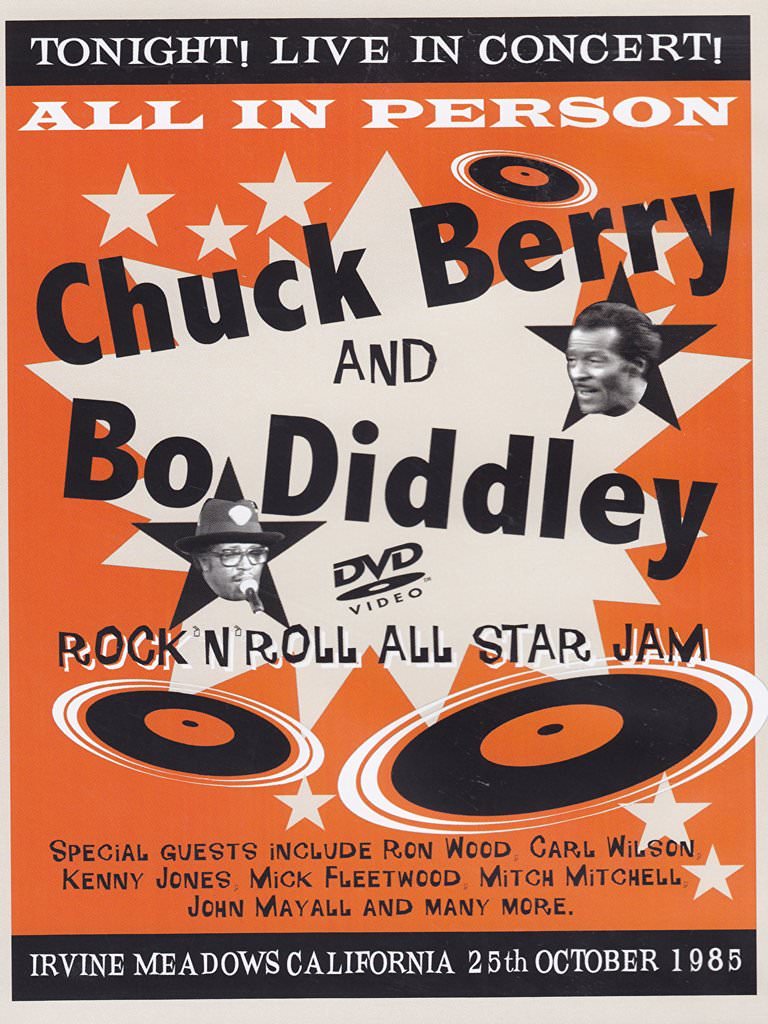 TONIGHT! LIVE IN CONCERT!
ALL IN PERSON
Chuck Berry
AND
Bo Diddley
DVD
VIDEO
ROCK'N'ROLL ALL STAR JAM
SPECIAL GUESTS INCLUDE RON WOOD, CARL WILSON,
KENNY JONES, MICK FLEETWOOD, MITCH MITCHELL,
JOHN MAYALL AND MANY MORE.
IRVINE MEADOWS CALIFORNIA 25th OCTOBER 1985